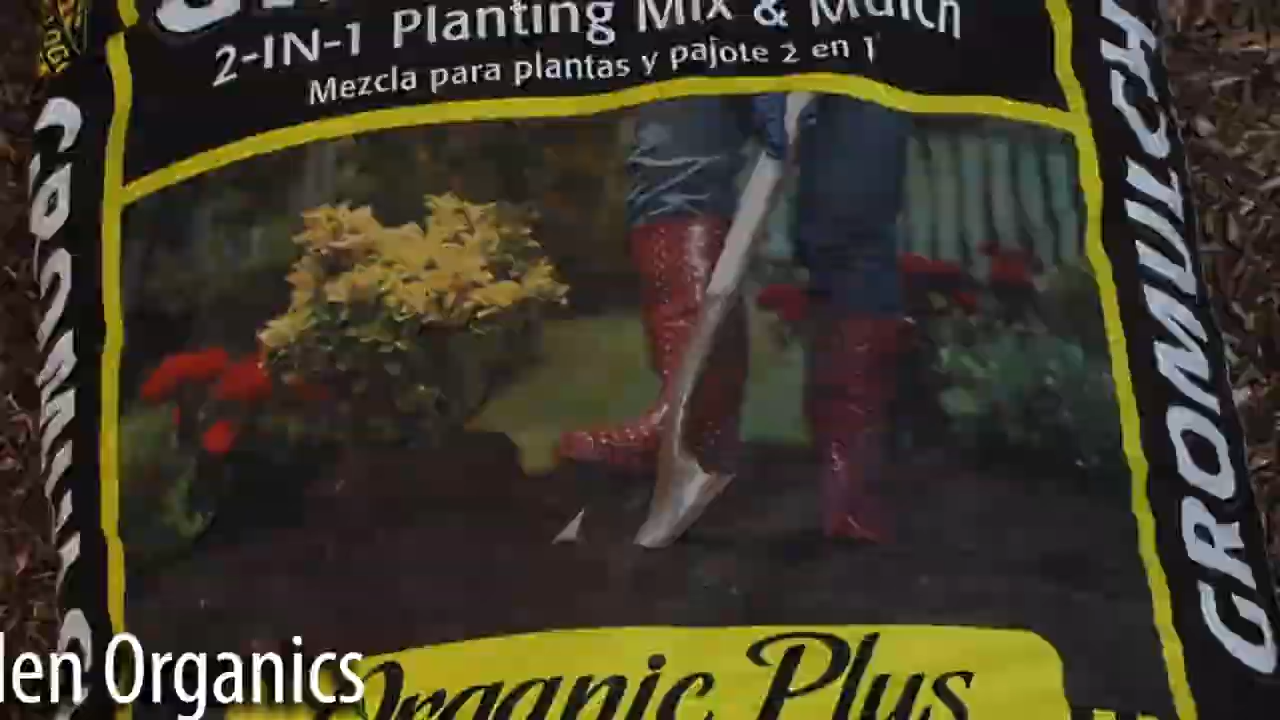 2-IN-1 Planting Mix & Mulch
Mezcla para plantas y pajote 2 en 1
GROMULCH
GROMULCH
Organic Plus
len Organics